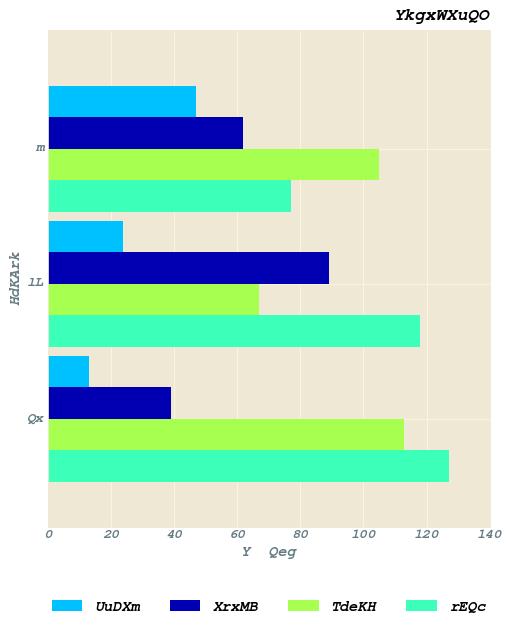 YkgxWXuQO
HdKArk
m
1L
Qx
0 20 40 60 80 100 120 140
Y Qeg
UuDXm XrxMB TdeKH rEQc